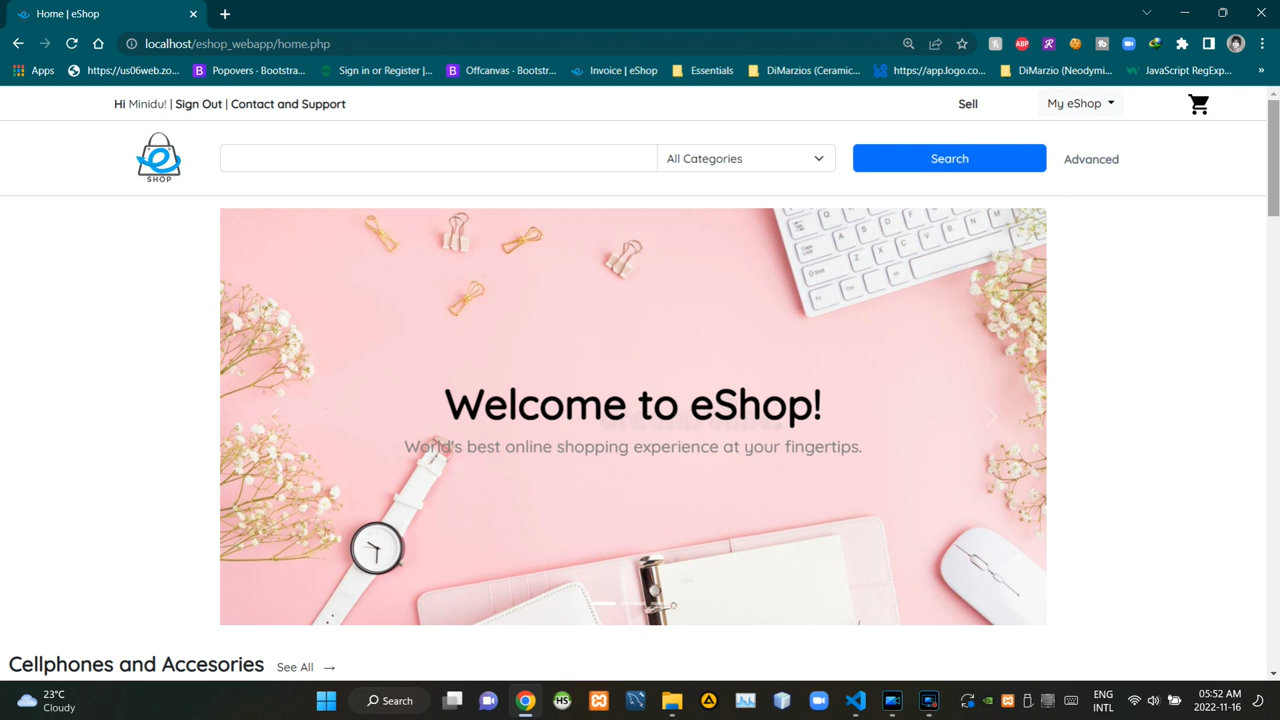 Home | eShop
localhost/eshop_webapp/home.php
Apps
https://us06web.zo...
Popovers · Bootstra...
Sign in or Register |...
Offcanvas · Bootstr...
Invoice | eShop
Essentials
DiMarzios (Ceramic...
https://app.logo.co...
DiMarzio (Neodymi...
JavaScript RegExp...
»
Hi Minidu! | Sign Out | Contact and Support
Sell
My eShop
SHOP
All Categories
Search
Advanced
Welcome to eShop!
World's best online shopping experience at your fingertips.
Cellphones and Accesories
See All →
23°C
Cloudy
Search
HS
ENG
INTL
05:52 AM
2022-11-16